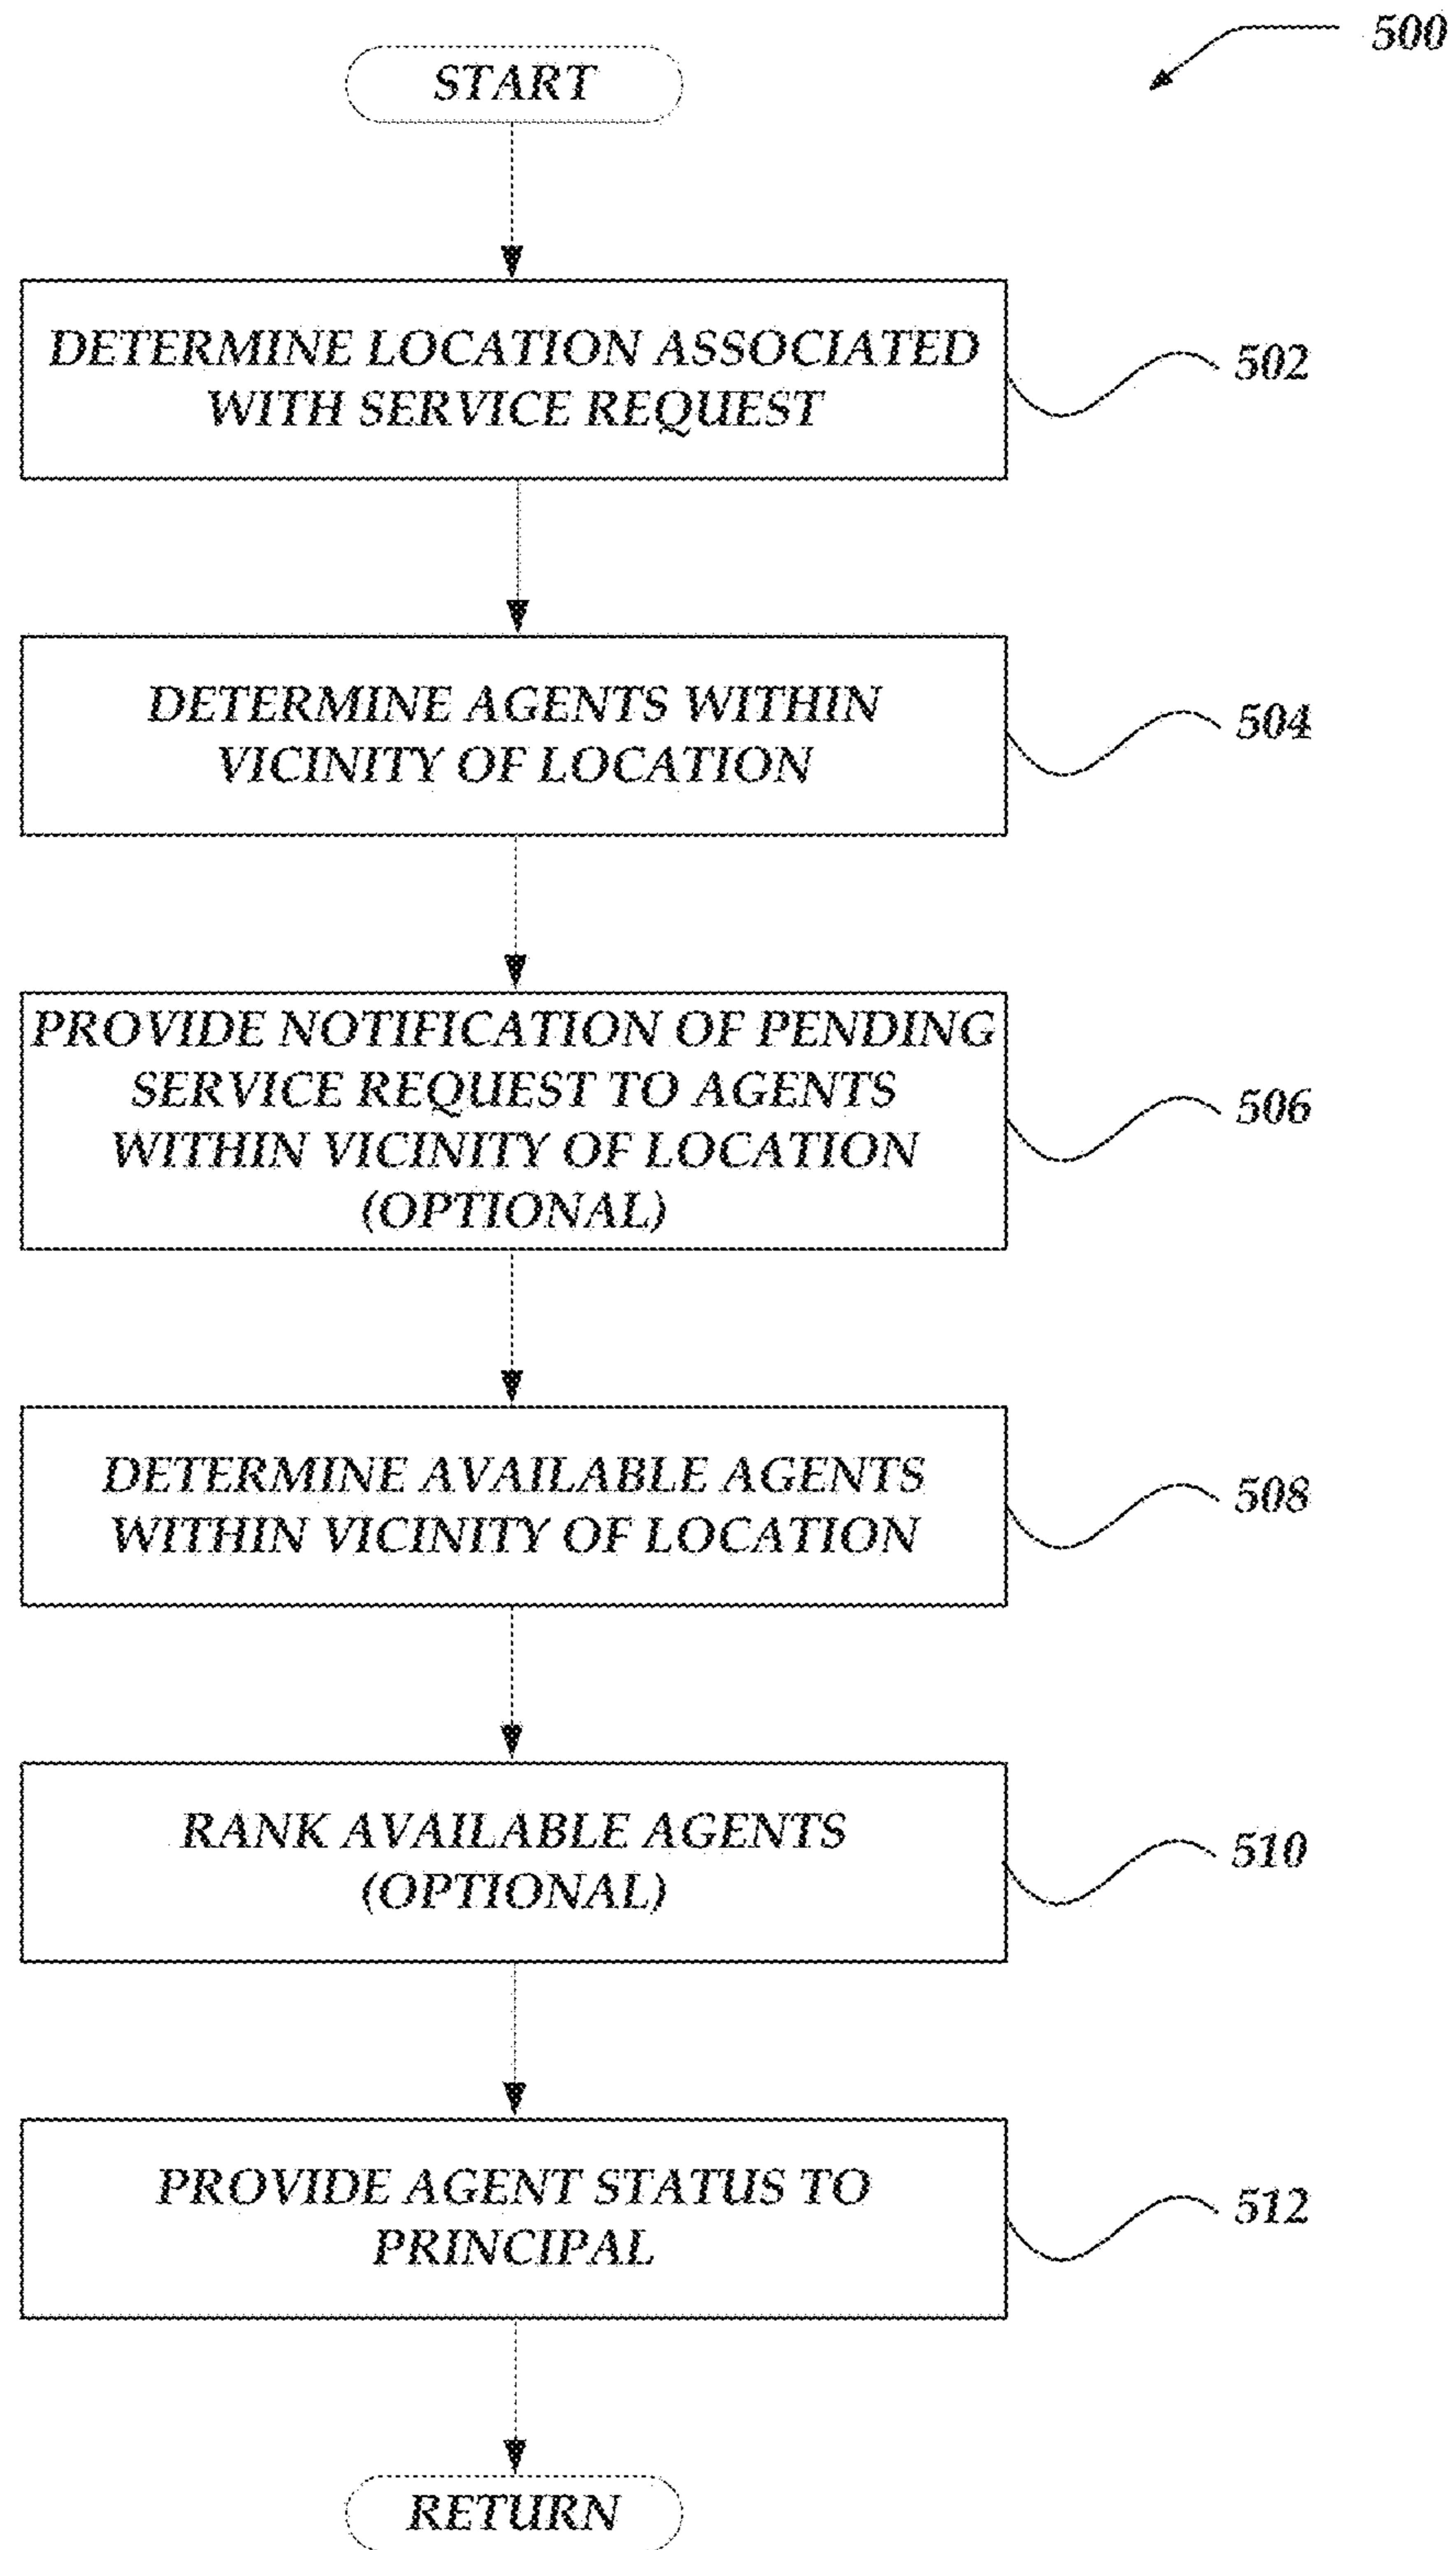 500
START
DETERMINE LOCATION ASSOCIATED
WITH SERVICE REQUEST
502
DETERMINE AGENTS WITHIN
VICINITY OF LOCATION
504
PROVIDE NOTIFICATION OF PENDING
SERVICE REQUEST TO AGENTS
WITHIN VICINITY OF LOCATION
(OPTIONAL)
506
DETERMINE AVAILABLE AGENTS
WITHIN VICINITY OF LOCATION
508
RANK AVAILABLE AGENTS
(OPTIONAL)
510
PROVIDE AGENT STATUS TO
PRINCIPAL
512
RETURN